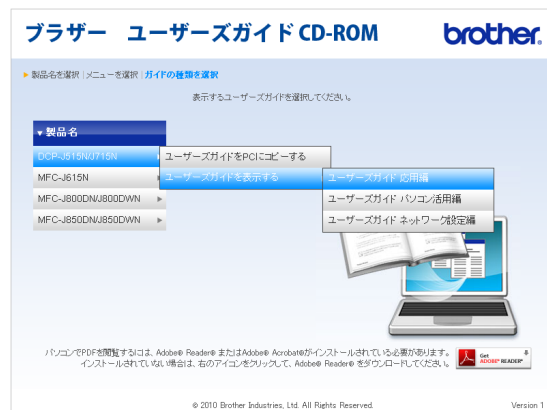 ブラザー ユーザーズガイド CD-ROM
brother.
製品名を選択 | メニューを選択 | ガイドの種類を選択
表示するユーザーズガイドを選択してください。
▼製品名
DCP-J515N/J715N
ユーザーズガイドをPCにコピーする
MFC-J615N
ユーザーズガイドを表示する
ユーザーズガイド 応用編
MFC-J800DN/J800DWN
ユーザーズガイド パソコン活用編
MFC-J850DN/J850DWN
ユーザーズガイド ネットワーク設定編
パソコンでPDFを閲覧するには、Adobe® Reader® またはAdobe® Acrobat®がインストールされている必要があります。
インストールされていない場合は、右のアイコンをクリックして、Adobe® Reader® をダウンロードしてください。
Get
ADOBE® READER®
© 2010 Brother Industries, Ltd. All Rights Reserved.
Version 1